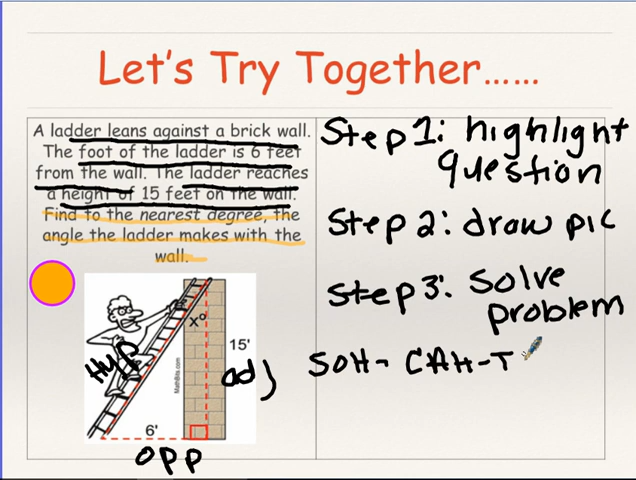 Let's Try Together......
A ladder leans against a brick wall.
The foot of the ladder is 6 feet
from the wall. The ladder reaches
a height of 15 feet on the wall.
Find to the nearest degree, the
angle the ladder makes with the
wall.
Step 1: highlight
question
Step 2: draw pic
Step 3: solve
problem
SOH- CAH-T
x°
15'
Hyp
adj
MathBits.com
6'
opp